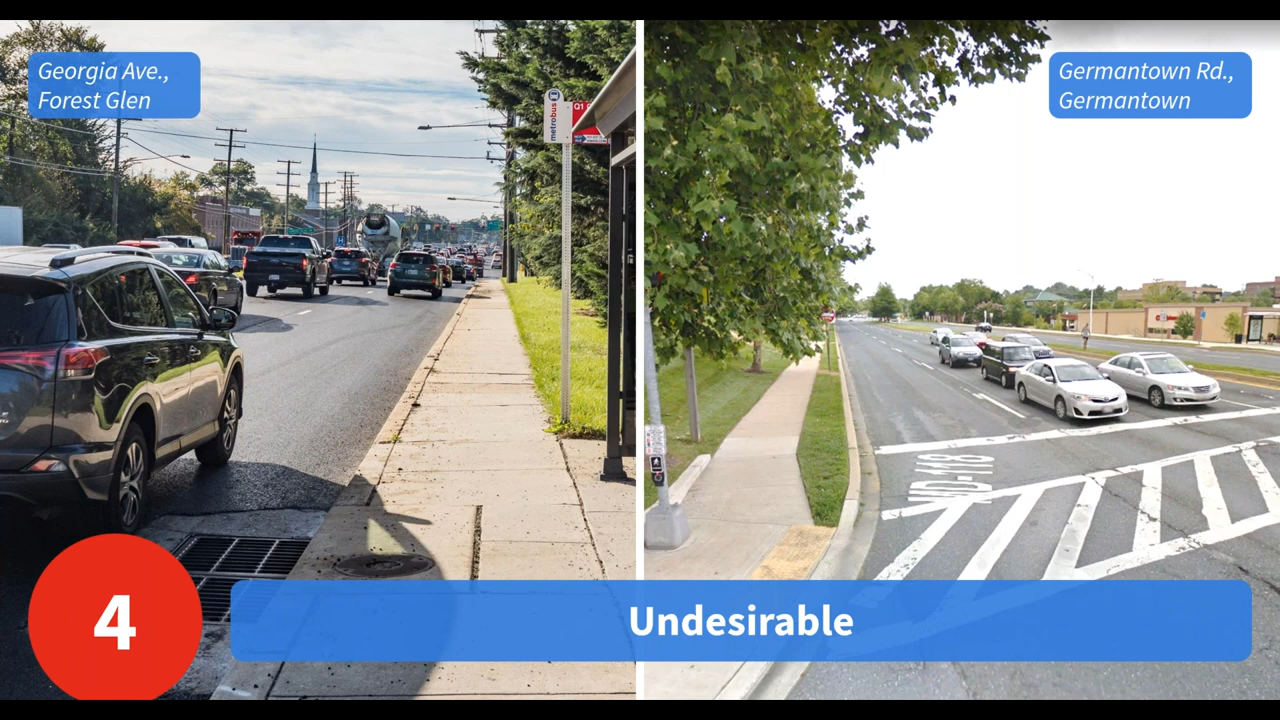 Georgia Ave.,
Forest Glen
Germantown Rd.,
Germantown
metrobus
Q1
MD-118
4
Undesirable